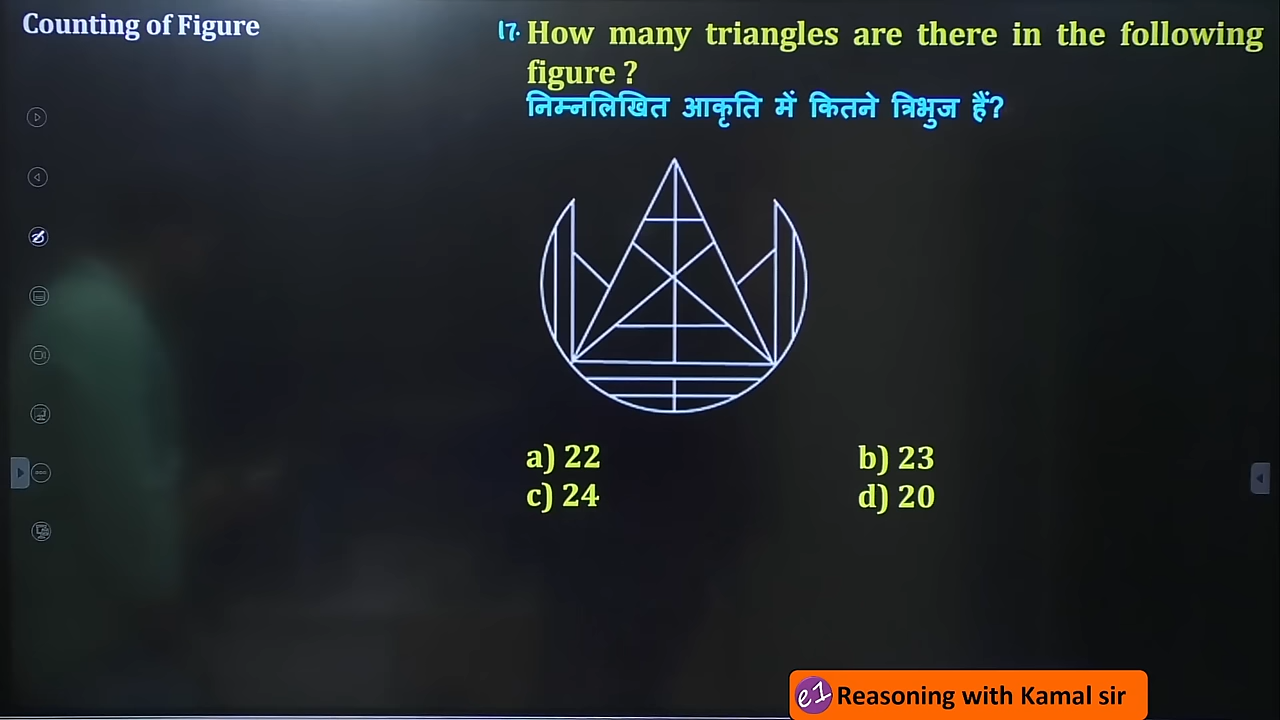 Counting of Figure
17. How many triangles are there in the following
figure ?
निम्नलिखित आकृति में कितने त्रिभुज हैं?
a) 22
b) 23
c) 24
d) 20
e1 Reasoning with Kamal sir